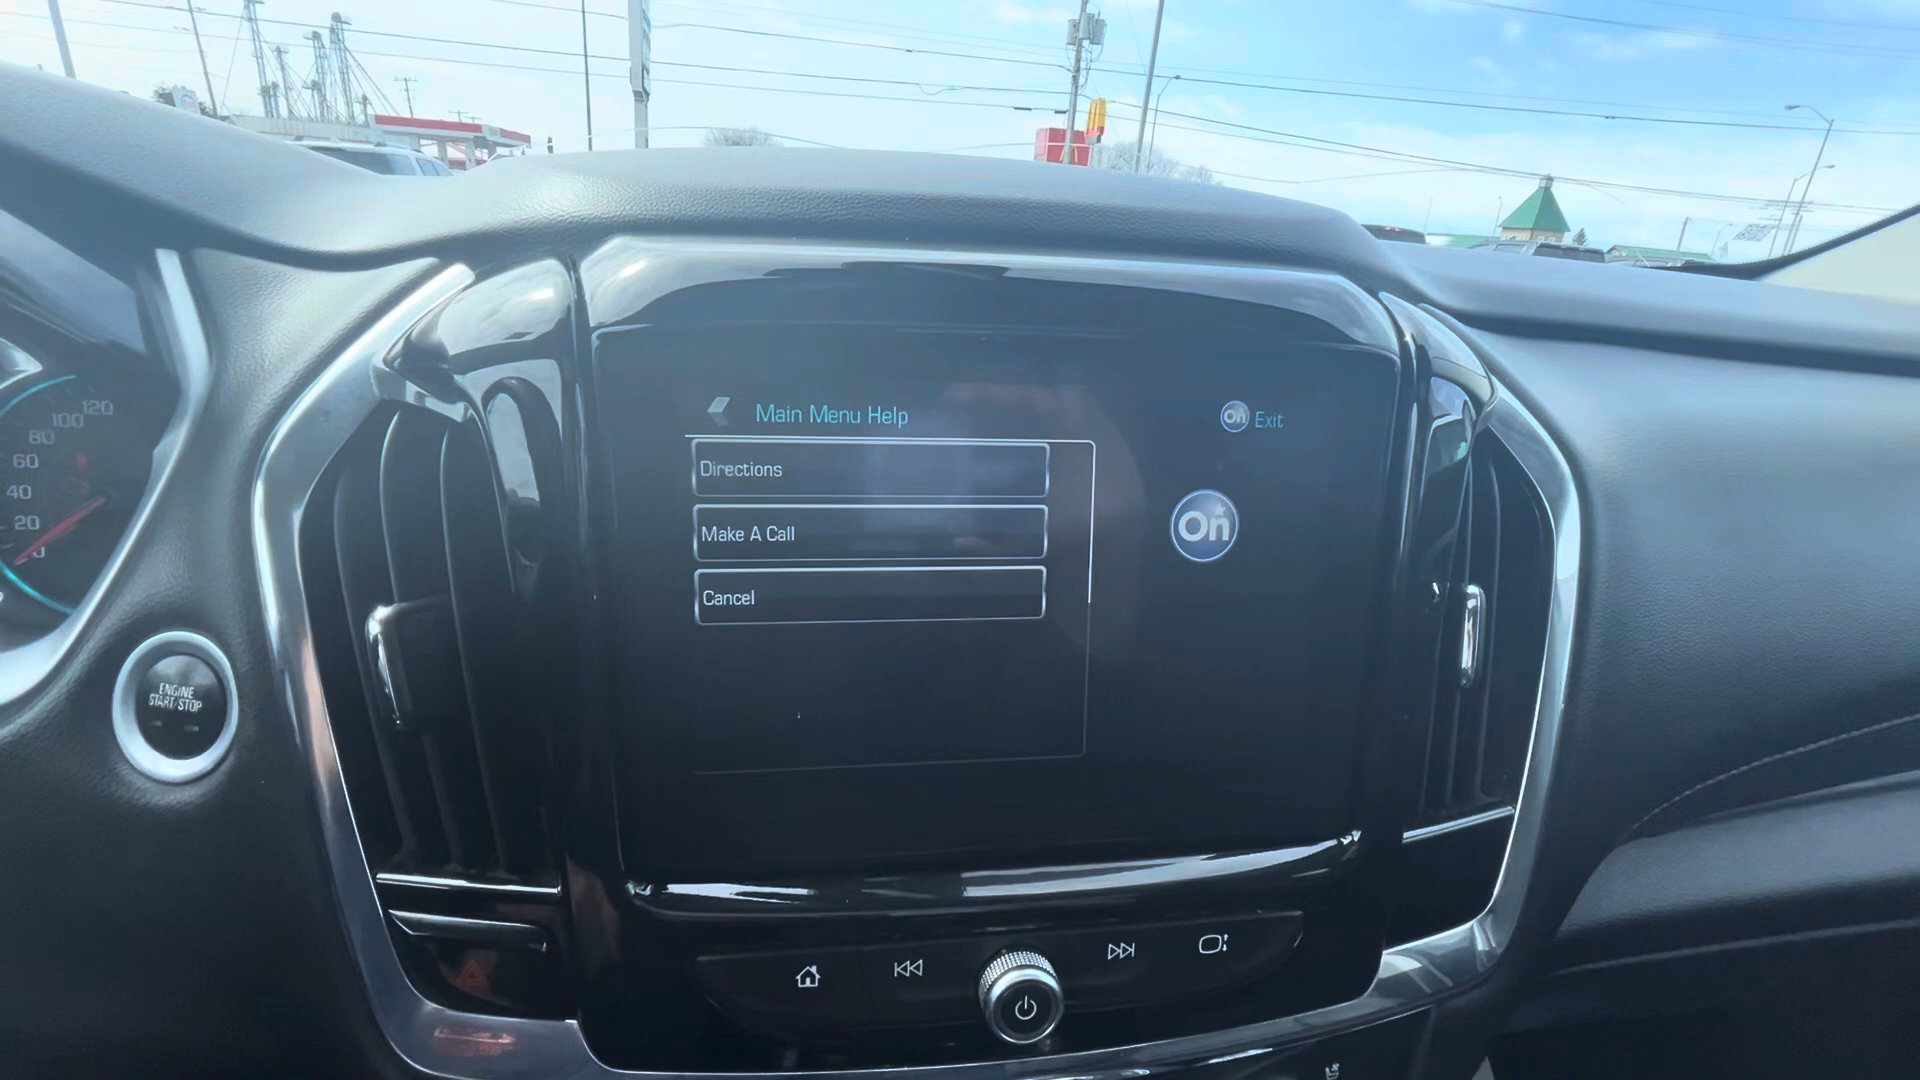 Main Menu Help
On Exit
Directions
Make A Call
Cancel
On
120
100
80
60
40
20
0
ENGINE
START/STOP